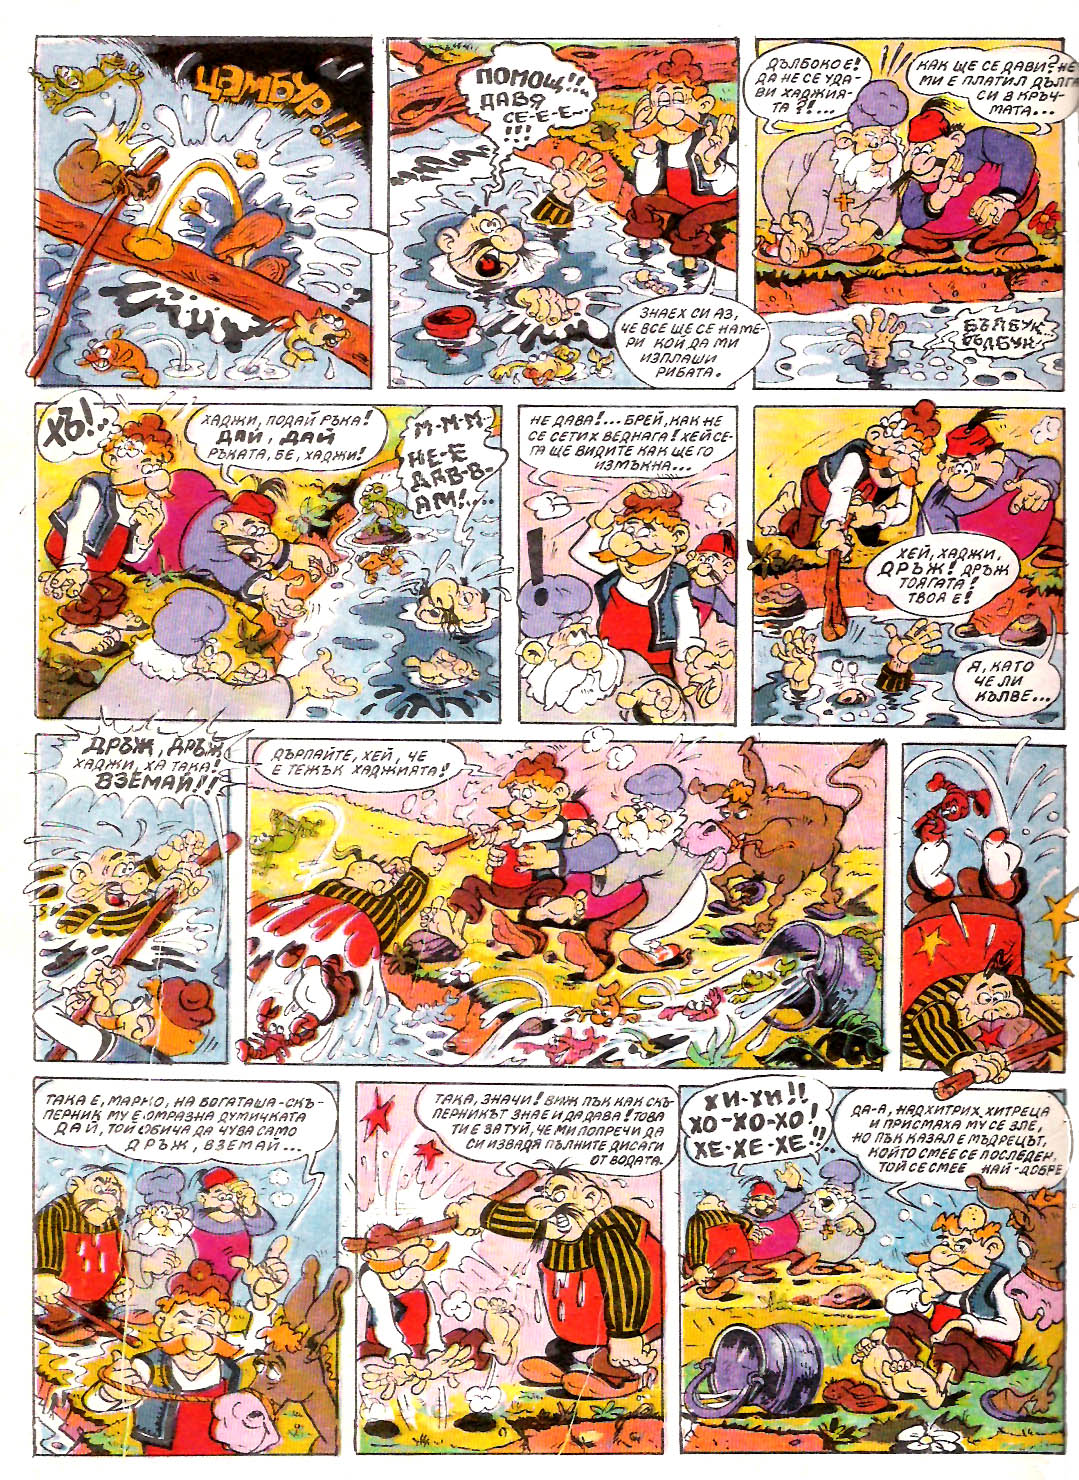 ЦЭМБУР!!
ПОМОЩ!!..
ДАВЯ
СЕ-Е-Е-..
!!!
ЗНАЕХ СИ АЗ,
ЧЕ ВСЕ ЩЕ СЕ НАМЕ-
РИ КОЙ ДА МИ
ИЗПЛАШИ
РИБАТА.
ДЪЛБОКО Е!
ДА НЕ СЕ УДА-
ВИ ХАДЖИЯ-
ТА?!...
КАК ЩЕ СЕ ДАВИ? НЕ
МИ Е ПЛАТИЛ ДЪЛГА
СИ В КРЪЧ-
МАТА...
БЪЛБУК
БЪЛБУК-
ХЪ!..
ХАДЖИ, ПОДАЙ РЪКА!
ДАЙ, ДАЙ
РЪКАТА, БЕ, ХАДЖИ!
М-М-М-
НЕ-Е
ДАВ-В-
АМ!...
НЕ ДАВА!... БРЕЙ, КАК НЕ
СЕ СЕТИХ ВЕДНАГА! ХЕЙ СЕ-
ГА ЩЕ ВИДИТЕ КАК ЩЕ ГО
ИЗМЪКНА...
!
ХЕЙ, ХАДЖИ,
ДРЪЖ! ДРЪЖ
ТОЯГАТА!
ТВОЯ Е!
Я, КАТО
ЧЕ ЛИ
КЪЛВЕ...
ДРЪЖ, ДРЪЖ
ХАДЖИ, ХА ТАКА!
ВЗЕМАЙ!!
ДЪРПАЙТЕ, ХЕЙ, ЧЕ
Е ТЕЖЪК ХАДЖИЯТА!
ТАКА Е, МАРКО, НА БОГАТАША-СКЪ-
ПЕРНИК МУ Е ОМРАЗНА ДУМИЧКАТА
ДАЙ, ТОЙ ОБИЧА ДА ЧУВА САМО
ДРЪЖ, ВЗЕМАЙ...
ТАКА, ЗНАЧИ! ВИЖ ПЪК КАК СКЪ-
ПЕРНИКЪТ ЗНАЕ И ДА ДАВА! ТОВА
ТИ Е ЗА ТУЙ, ЧЕ МИ ПОПРЕЧИ ДА
СИ ИЗВАДЯ ПЪЛНИТЕ ДИСАГИ
ОТ ВОДАТА.
ХИ-ХИ!!
ХО-ХО-ХО!
ХЕ-ХЕ-ХЕ!!
ДА-А, НАДХИТРИХ ХИТРЕЦА
И ПРИСМАХА МУ СЕ ЗЛЕ,
НО ПЪК КАЗАЛ Е МЪДРЕЦЪТ,
КОЙТО СМЕЕ СЕ ПОСЛЕДЕН,
ТОЙ СЕ СМЕЕ НАЙ-ДОБРЕ